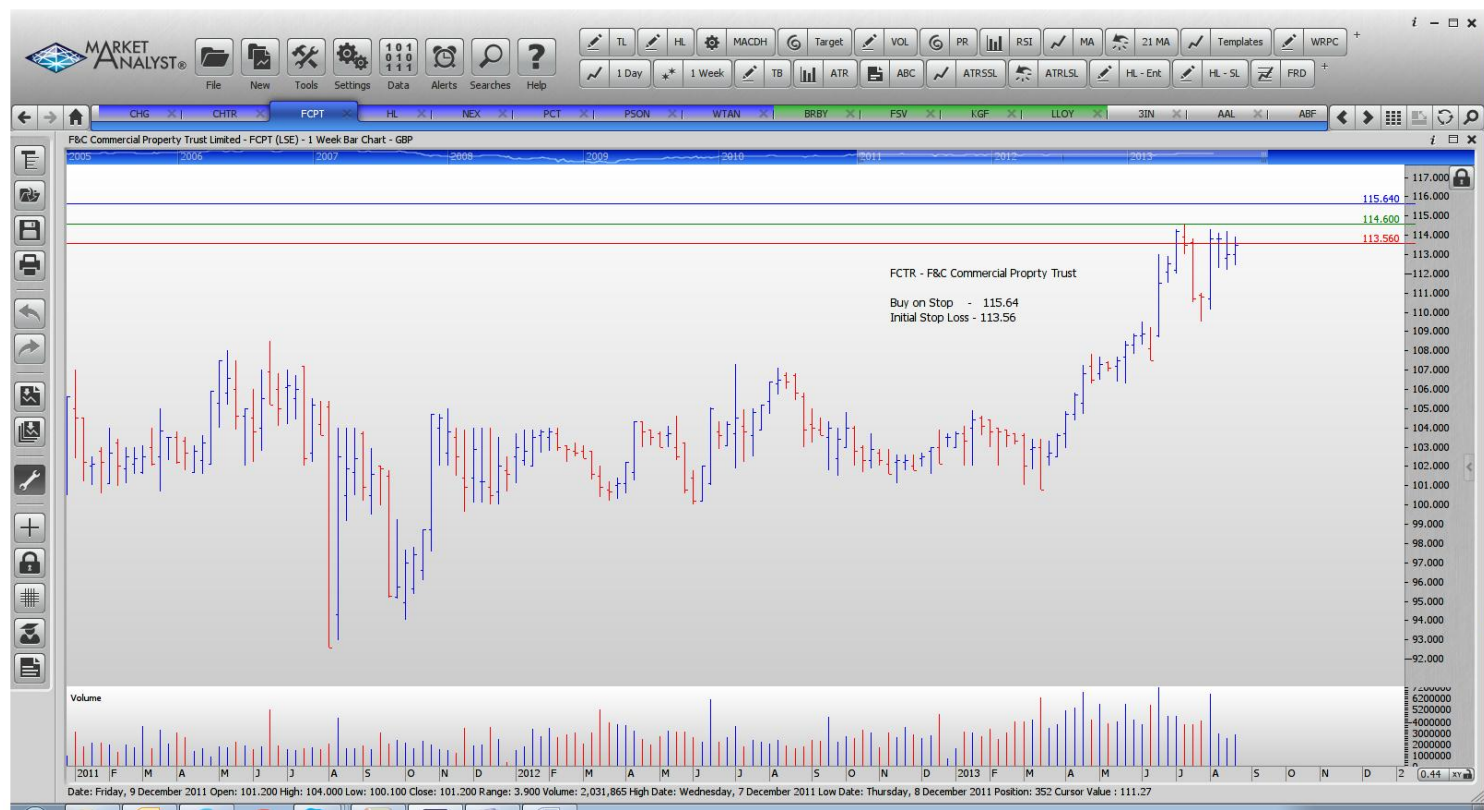 i
MARKET
ANALYST®
File New Tools Settings Data Alerts Searches Help
TL HL MACDH Target VOL PR RSI MA 21 MA Templates WRPC +
1 Day 1 Week TB ATR ABC ATRSSL ATRLSL HL - Ent HL - SL FRD +
101
010
111
CHG CHTR FCPT HL NEX PCT PSON WTAN BRBY FSV KGF LLOY 3IN AAL ABF
F&C Commercial Property Trust Limited - FCPT (LSE) - 1 Week Bar Chart - GBP
i
2005 2006 2007 2008 2009 2010 2011 2012 2013
117.000
115.640 116.000
115.000
114.600
114.000
113.560
113.000
FCTR - F&C Commercial Proprty Trust
112.000
111.000
Buy on Stop - 115.64
110.000
Initial Stop Loss - 113.56
109.000
108.000
107.000
106.000
105.000
104.000
103.000
102.000
101.000
100.000
99.000
98.000
97.000
96.000
95.000
94.000
93.000
92.000
Volume
7200000
6200000
5200000
4000000
3000000
2000000
1000000
0
2011 F M A M J J A S O N D 2012 F M A M J J A S O N D 2013 F M A M J J A S O N D 2
0.44 XY
Date: Friday, 9 December 2011 Open: 101.200 High: 104.000 Low: 100.100 Close: 101.200 Range: 3.900 Volume: 2,031,865 High Date: Wednesday, 7 December 2011 Low Date: Thursday, 8 December 2011 Position: 352 Cursor Value : 111.27